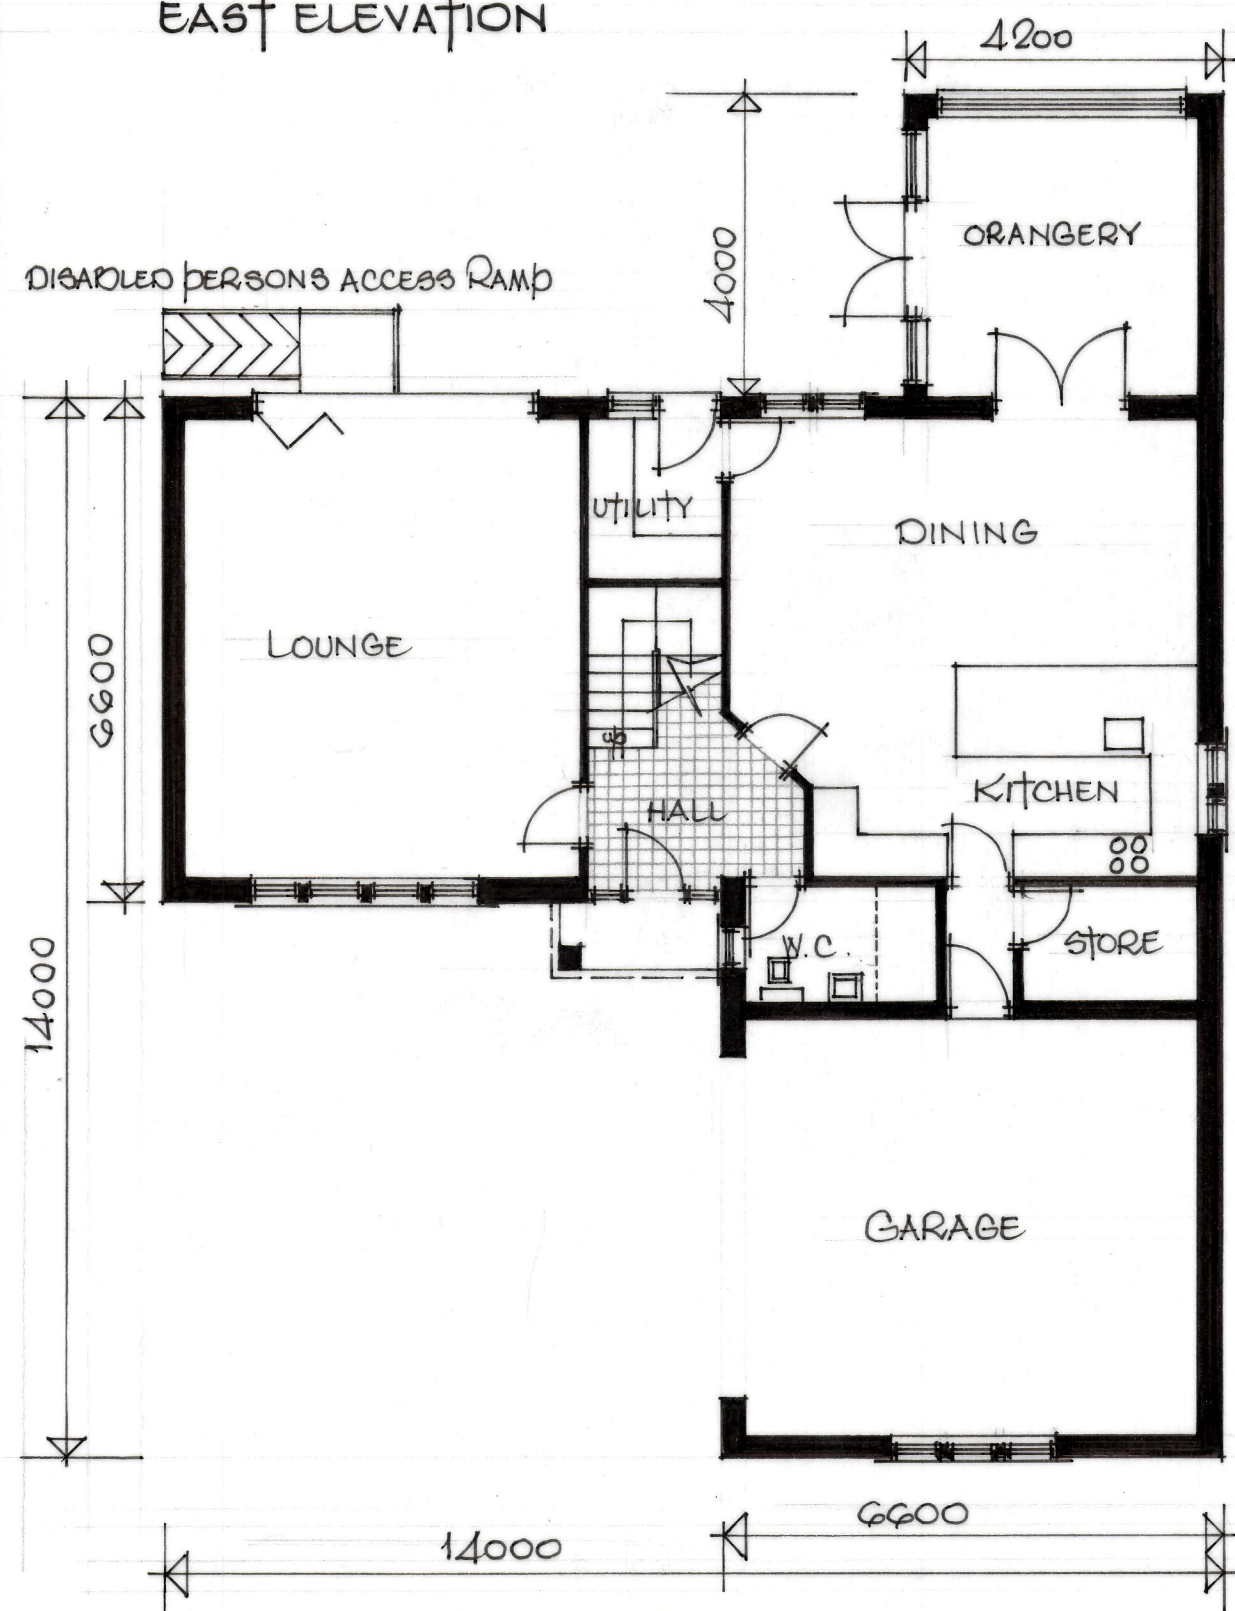 EAST ELEVATION
4200
4000
ORANGERY
DISABLED PERSONS ACCESS RAMP
UTILITY
DINING
LOUNGE
6600
KITCHEN
HALL
W.C.
STORE
14000
GARAGE
6600
14000